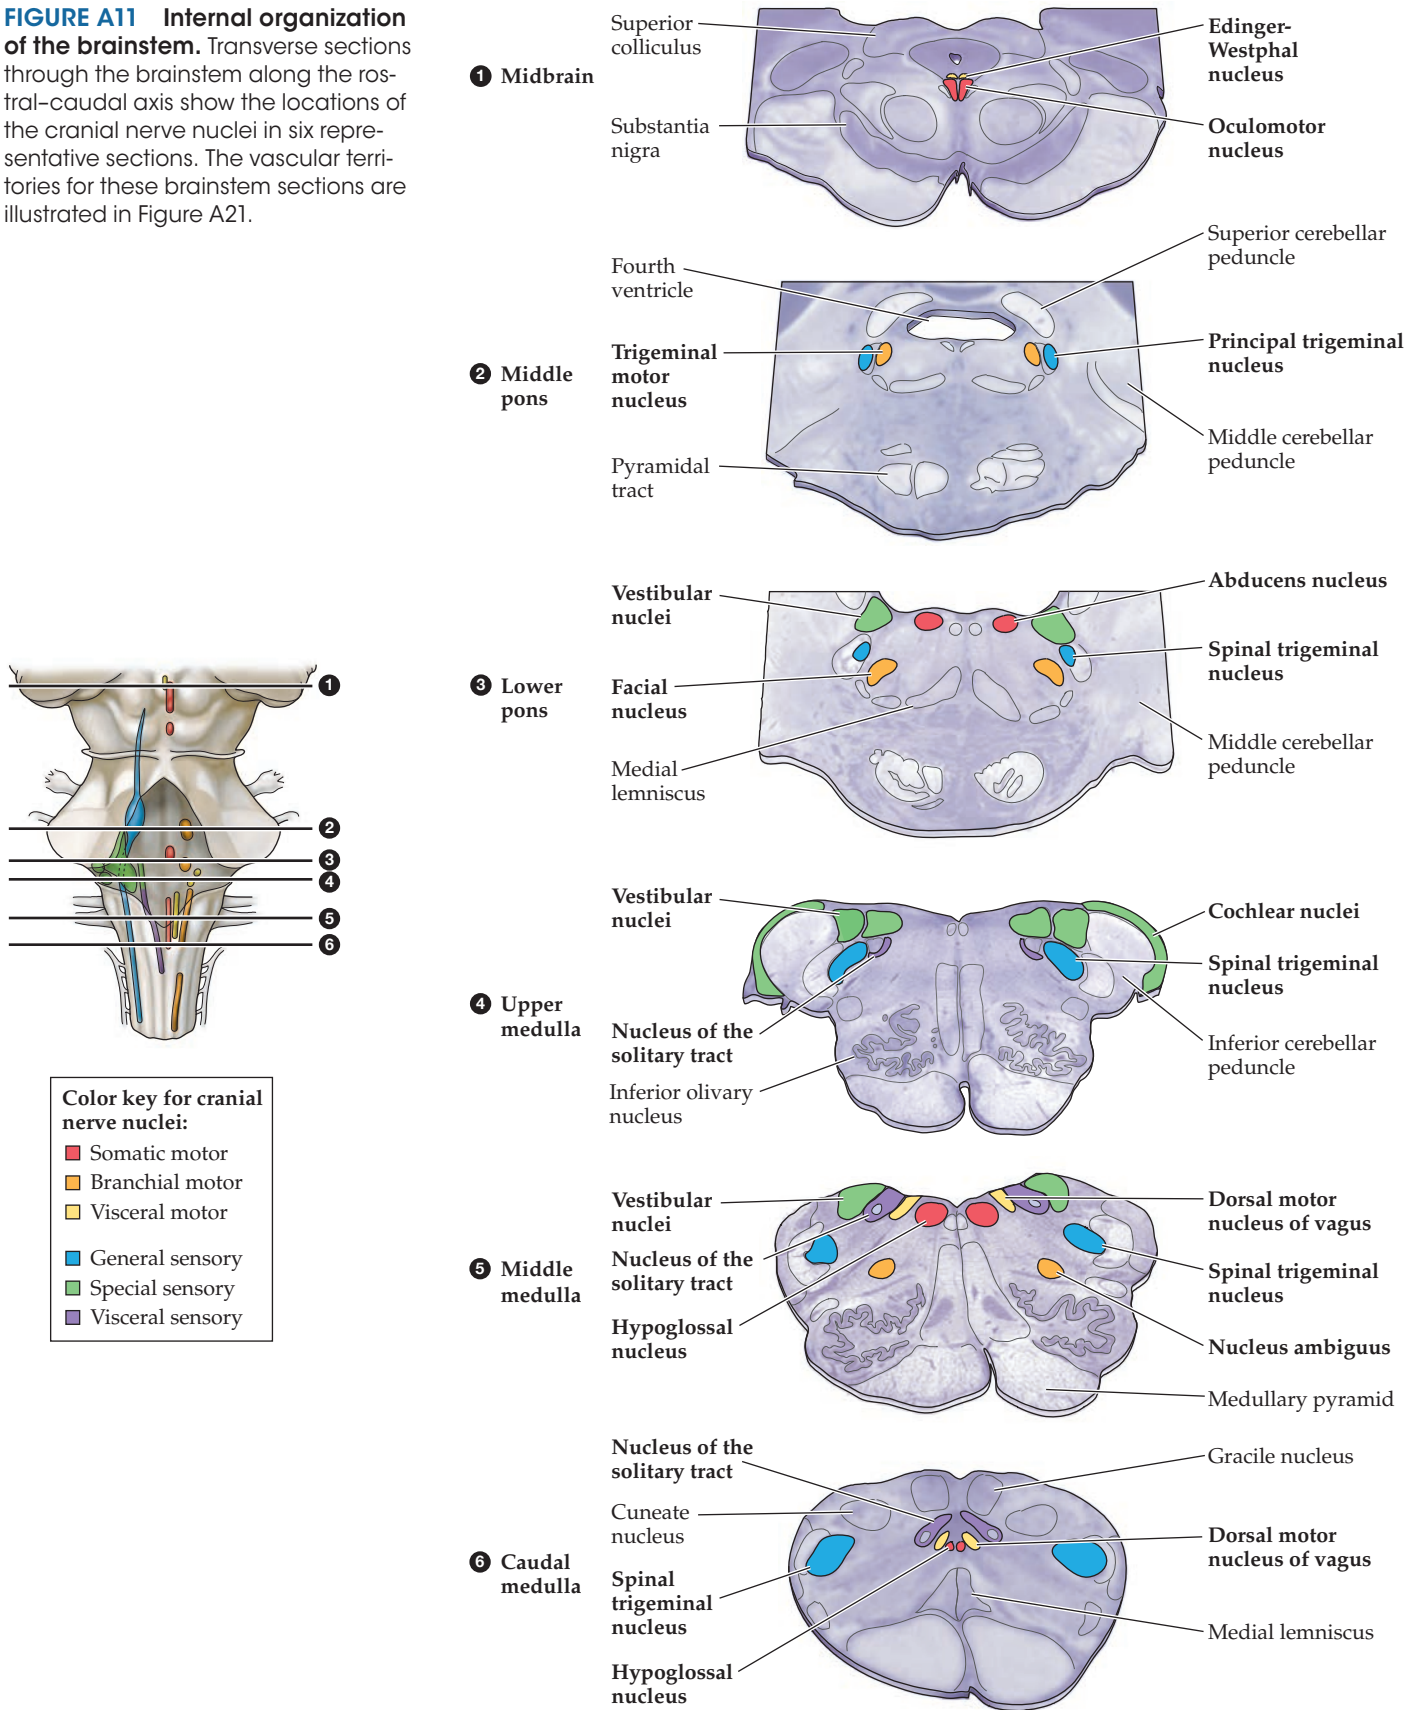 FIGURE A11 Internal organization
of the brainstem. Transverse sections
through the brainstem along the ros-
tral–caudal axis show the locations of
the cranial nerve nuclei in six repre-
sentative sections. The vascular terri-
tories for these brainstem sections are
illustrated in Figure A21.
1
2
3
4
5
6
Color key for cranial
nerve nuclei:
Somatic motor
Branchial motor
Visceral motor
General sensory
Special sensory
Visceral sensory
1 Midbrain
Superior
colliculus
Substantia
nigra
Edinger-
Westphal
nucleus
Oculomotor
nucleus
2 Middle
pons
Fourth
ventricle
Trigeminal
motor
nucleus
Pyramidal
tract
Superior cerebellar
peduncle
Principal trigeminal
nucleus
Middle cerebellar
peduncle
3 Lower
pons
Vestibular
nuclei
Facial
nucleus
Medial
lemniscus
Abducens nucleus
Spinal trigeminal
nucleus
Middle cerebellar
peduncle
4 Upper
medulla
Vestibular
nuclei
Nucleus of the
solitary tract
Inferior olivary
nucleus
Cochlear nuclei
Spinal trigeminal
nucleus
Inferior cerebellar
peduncle
5 Middle
medulla
Vestibular
nuclei
Nucleus of the
solitary tract
Hypoglossal
nucleus
Dorsal motor
nucleus of vagus
Spinal trigeminal
nucleus
Nucleus ambiguus
Medullary pyramid
6 Caudal
medulla
Nucleus of the
solitary tract
Cuneate
nucleus
Spinal
trigeminal
nucleus
Hypoglossal
nucleus
Gracile nucleus
Dorsal motor
nucleus of vagus
Medial lemniscus